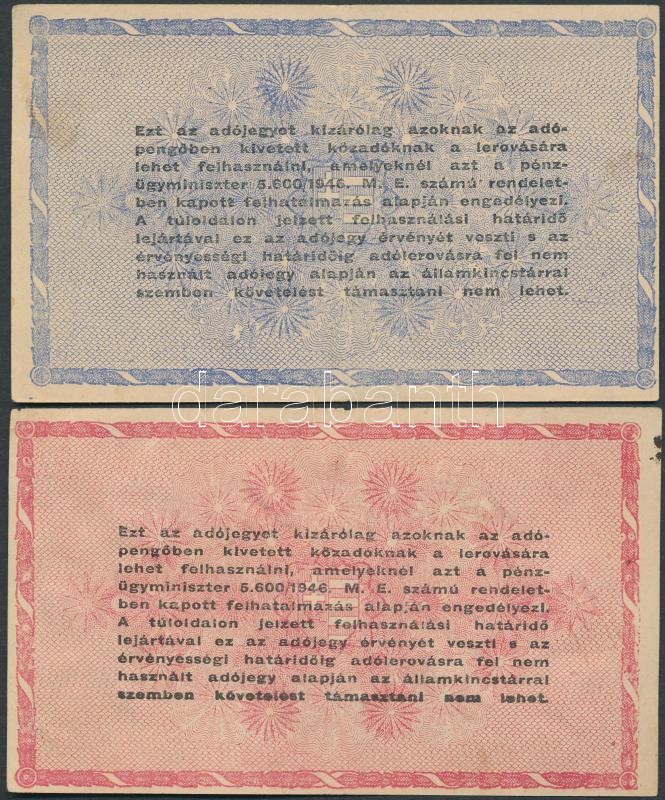 Ezt az adójegyet kizárólag azoknak az adó-
pengőben kivetett közadóknak a lerovására
lehet felhasználni, amelyeknél azt a pénz-
ügyminiszter 5.600/1946. M. E. számú rendelet-
ben kapott felhatalmazás alapján engedélyezi.
A túloldalon jelzett felhasználási határidő
lejártával ez az adójegy érvényét veszti s az
érvényességi határidőig adólerovásra fel nem
használt adójegy alapján az államkincstárral
szemben követelést támasztani nem lehet.
darabanth
Ezt az adójegyet kizárólag azoknak az adó-
pengőben kivetett közadóknak a lerovására
lehet felhasználni, amelyeknél azt a pénz-
ügyminiszter 5.600/1946. M. E. számú rendelet-
ben kapott felhatalmazás alapján engedélyezi.
A túloldalon jelzett felhasználási határidő
lejártával ez az adójegy érvényét veszti s az
érvényességi határidőig adólerovásra fel nem
használt adójegy alapján az államkincstárral
szemben követelést támasztani nem lehet.